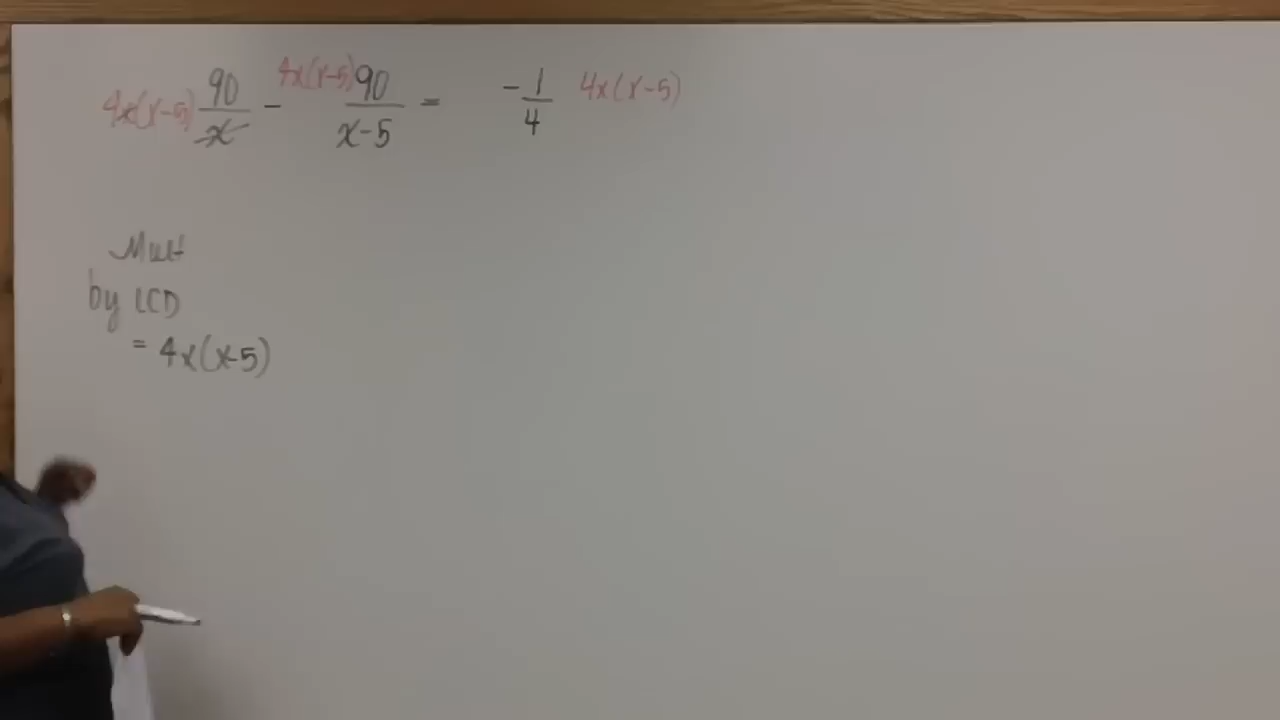 4x(x-5) 90/x - 4x(x-5) 90/x-5 = -1/4 4x(x-5)
Mult
by LCD
= 4x(x-5)